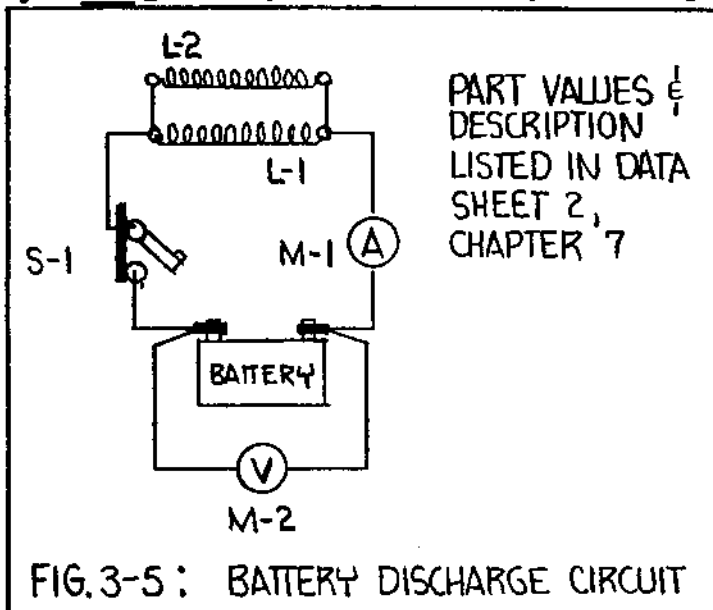 L-2
L-1
PART VALUES &
DESCRIPTION
LISTED IN DATA
SHEET 2,
CHAPTER 7
S-1
M-1
A
BATTERY
V
M-2
FIG. 3-5: BATTERY DISCHARGE CIRCUIT